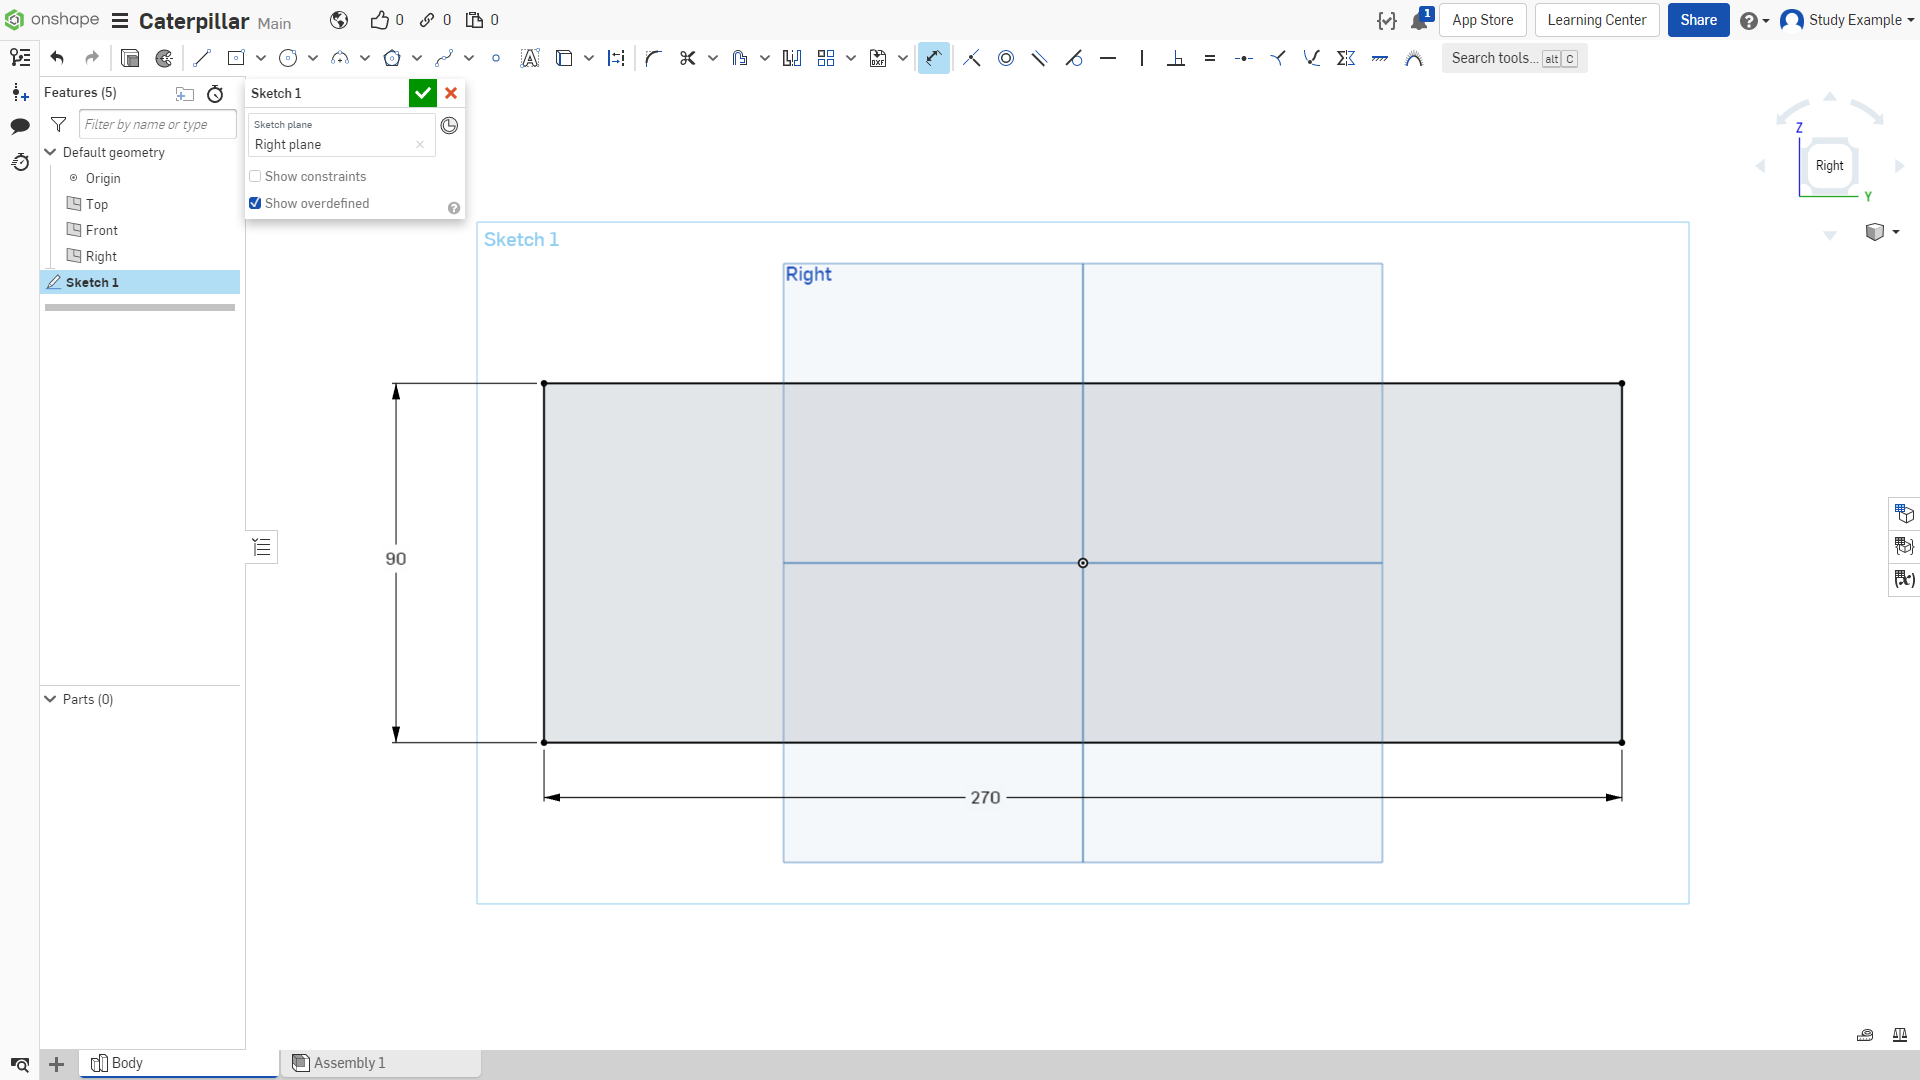 onshape Caterpillar Main 0 0 0 1 App Store Learning Center Share Study Example
Search tools... alt C
Features (5)
Filter by name or type
Default geometry
Origin
Top
Front
Right
Sketch 1
Parts (0)
Sketch 1
Sketch plane
Right plane
Show constraints
Show overdefined
Sketch 1
Right
90
270
Z
Right
Y
DXF
(x)
Body
Assembly 1